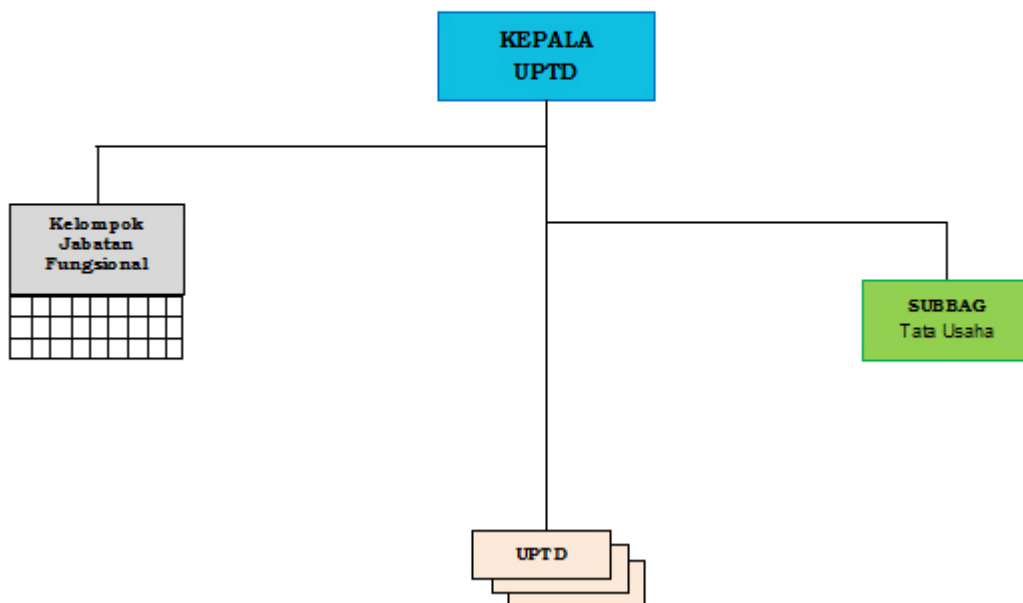 KEPALA
UPTD
Kelompok
Jabatan
Fungsional
SUBBAG
Tata Usaha
UPTD